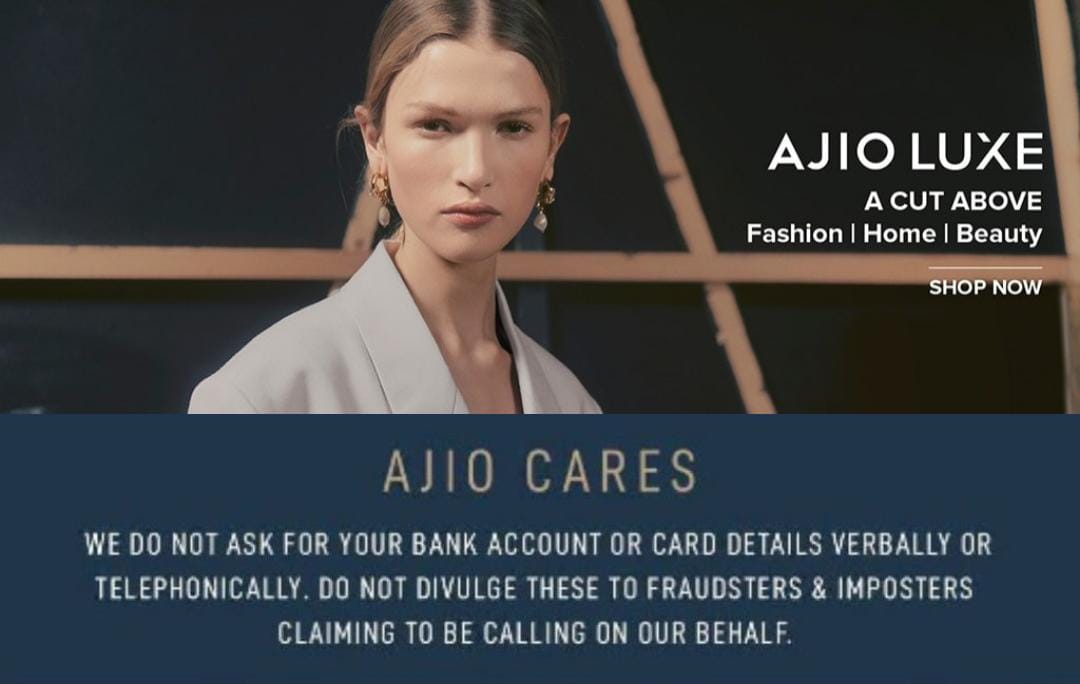 AJIO LUXE
A CUT ABOVE
Fashion | Home | Beauty
SHOP NOW
AJIO CARES
WE DO NOT ASK FOR YOUR BANK ACCOUNT OR CARD DETAILS VERBALLY OR
TELEPHONICALLY. DO NOT DIVULGE THESE TO FRAUDSTERS & IMPOSTERS
CLAIMING TO BE CALLING ON OUR BEHALF.